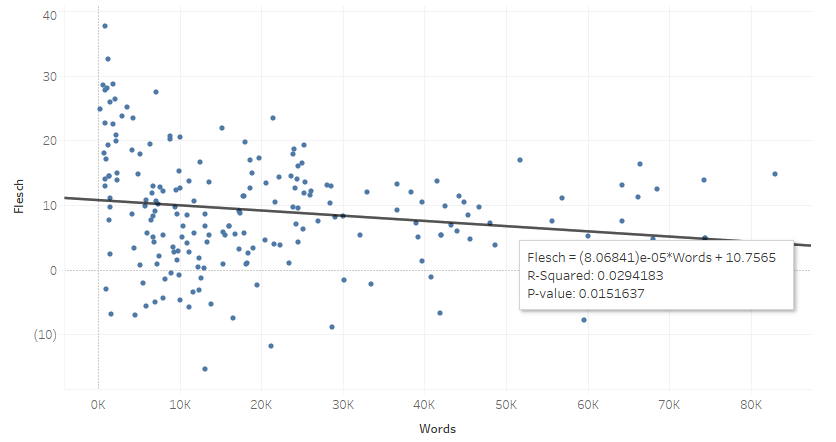 40
30
20
10
0
(10)
Flesch
Flesch = (8.06841)e-05*Words + 10.7565
R-Squared: 0.0294183
P-value: 0.0151637
0K 10K 20K 30K 40K 50K 60K 70K 80K
Words